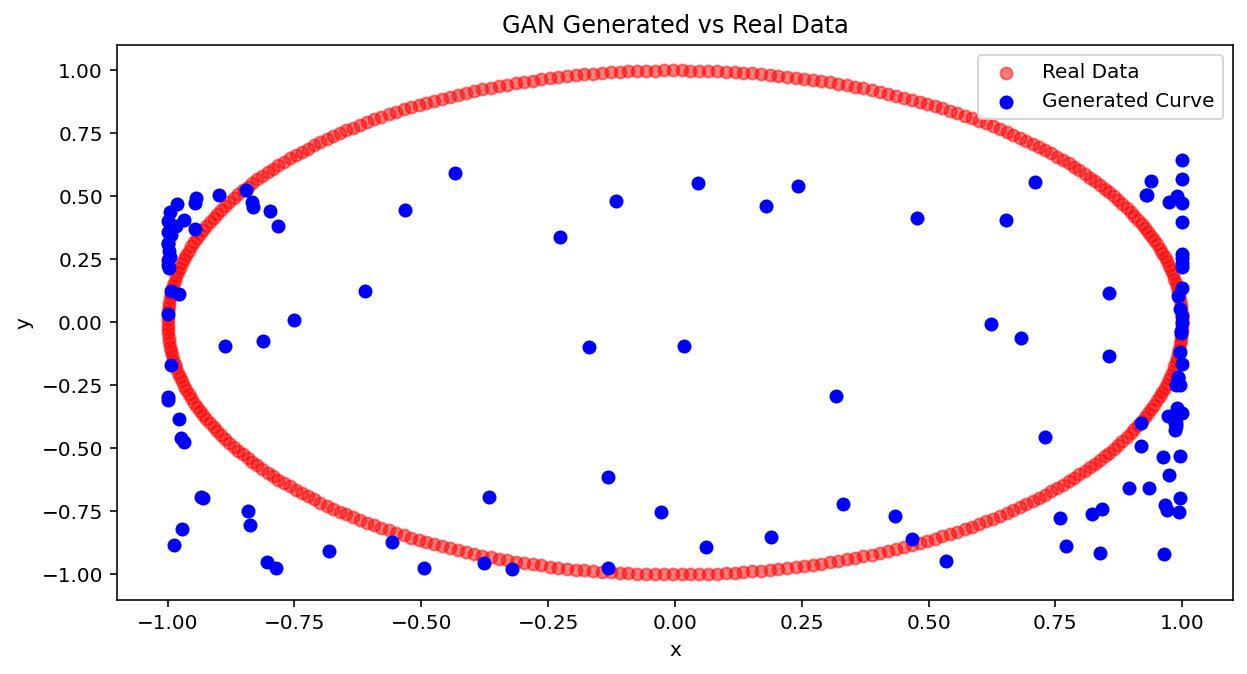 GAN Generated vs Real Data
Real Data
Generated Curve
1.00
0.75
0.50
0.25
0.00
−0.25
−0.50
−0.75
−1.00
y
−1.00 −0.75 −0.50 −0.25 0.00 0.25 0.50 0.75 1.00
x